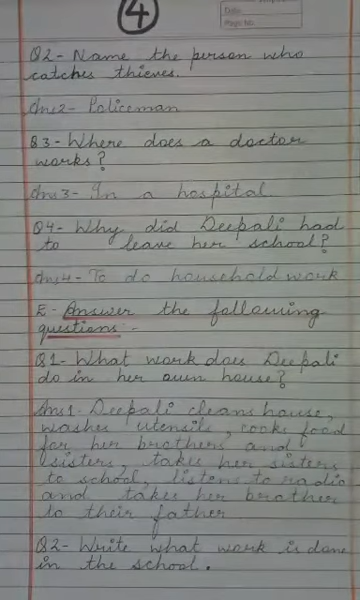 4
Date:
Page No.
Q2- Name the person who
catches thieves.
Ans2- Policeman
Q3- Where does a doctor
works?
Ans3- In a hospital
Q4- Why did Deepali had
to leave her school?
Ans4- To do household work
E- Answer the following
questions:-
Q1- What work does Deepali
do in her own house?
Ans1- Deepali cleans house,
washes utensils, cooks food
for her brothers and
sisters, takes her sisters
to school, listens to radio
and takes her brother
to their father
Q2- Write what work is done
in the school.